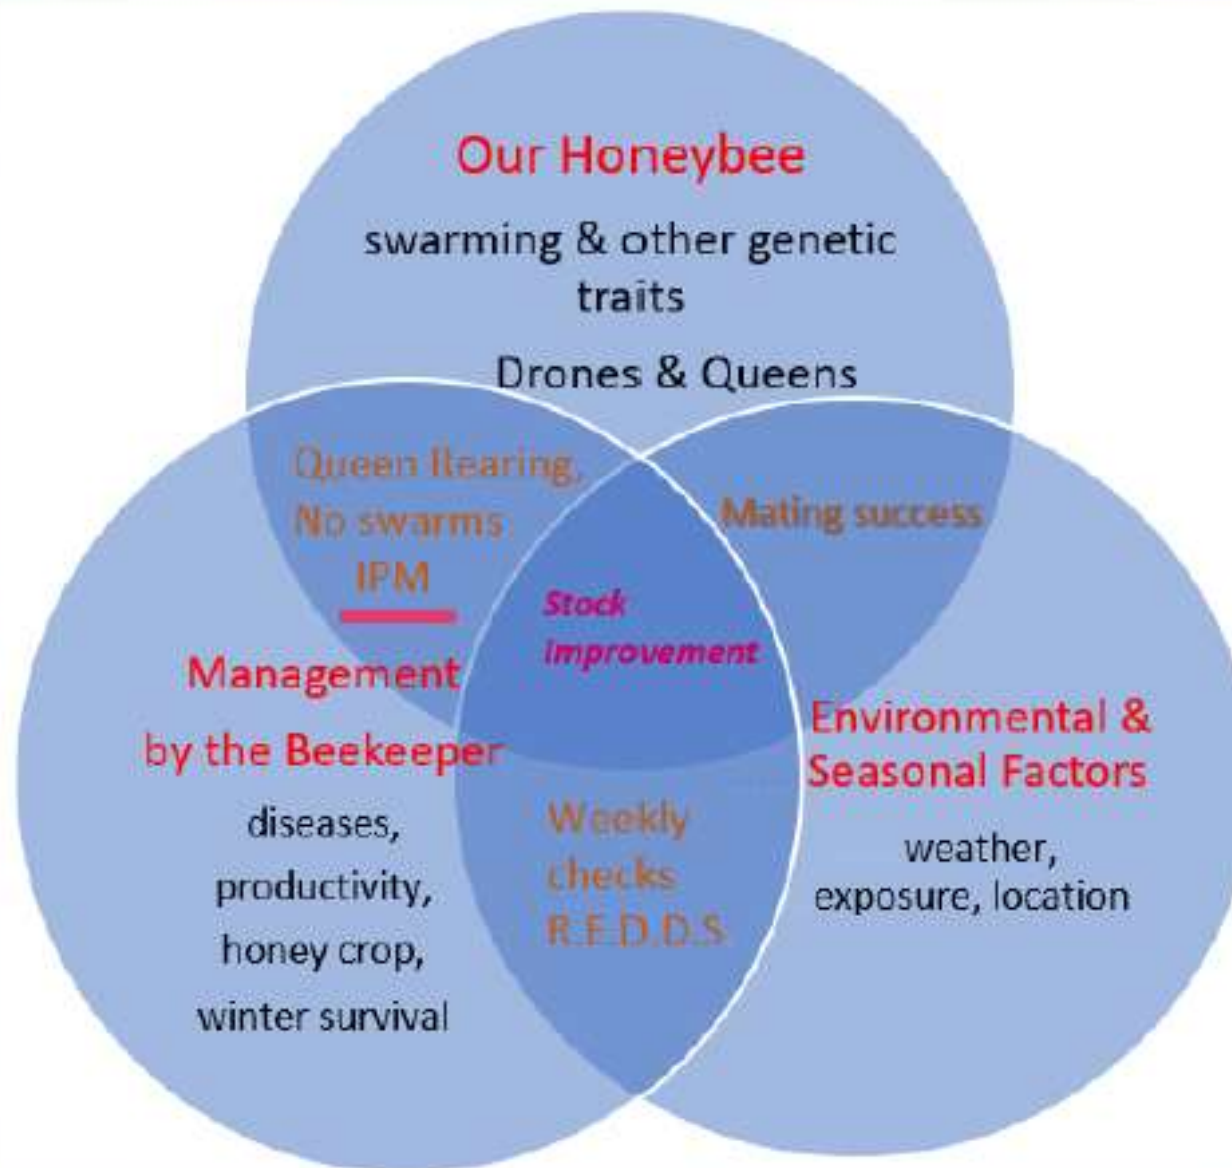 Our Honeybee
swarming & other genetic
traits
Drones & Queens
Queen Rearing,
No swarms
IPM
Mating success
Stock
improvement
Management
by the Beekeeper
diseases,
productivity,
honey crop,
winter survival
Environmental &
Seasonal Factors
weather,
exposure, location
Weekly
checks
R.E.D.D.S